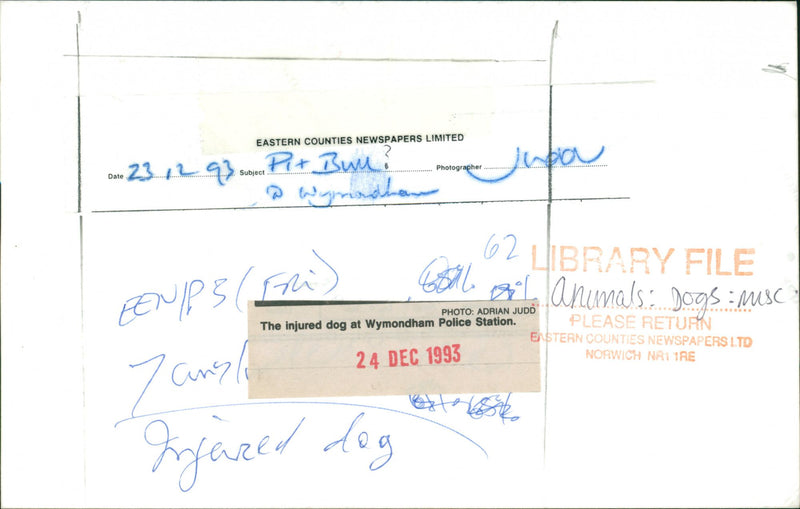 EASTERN COUNTIES NEWSPAPERS LIMITED
Date 23.12.93 Subject Pit Bull? Photographer Judd
@ Wymondham
62
EEN/P3 (Fri)
65%.
LIBRARY FILE
Animals: Dogs: misc
PLEASE RETURN
EASTERN COUNTIES NEWSPAPERS LTD
NORWICH NR1 1RE
PHOTO: ADRIAN JUDD
The injured dog at Wymondham Police Station.
24 DEC 1993
Injured dog